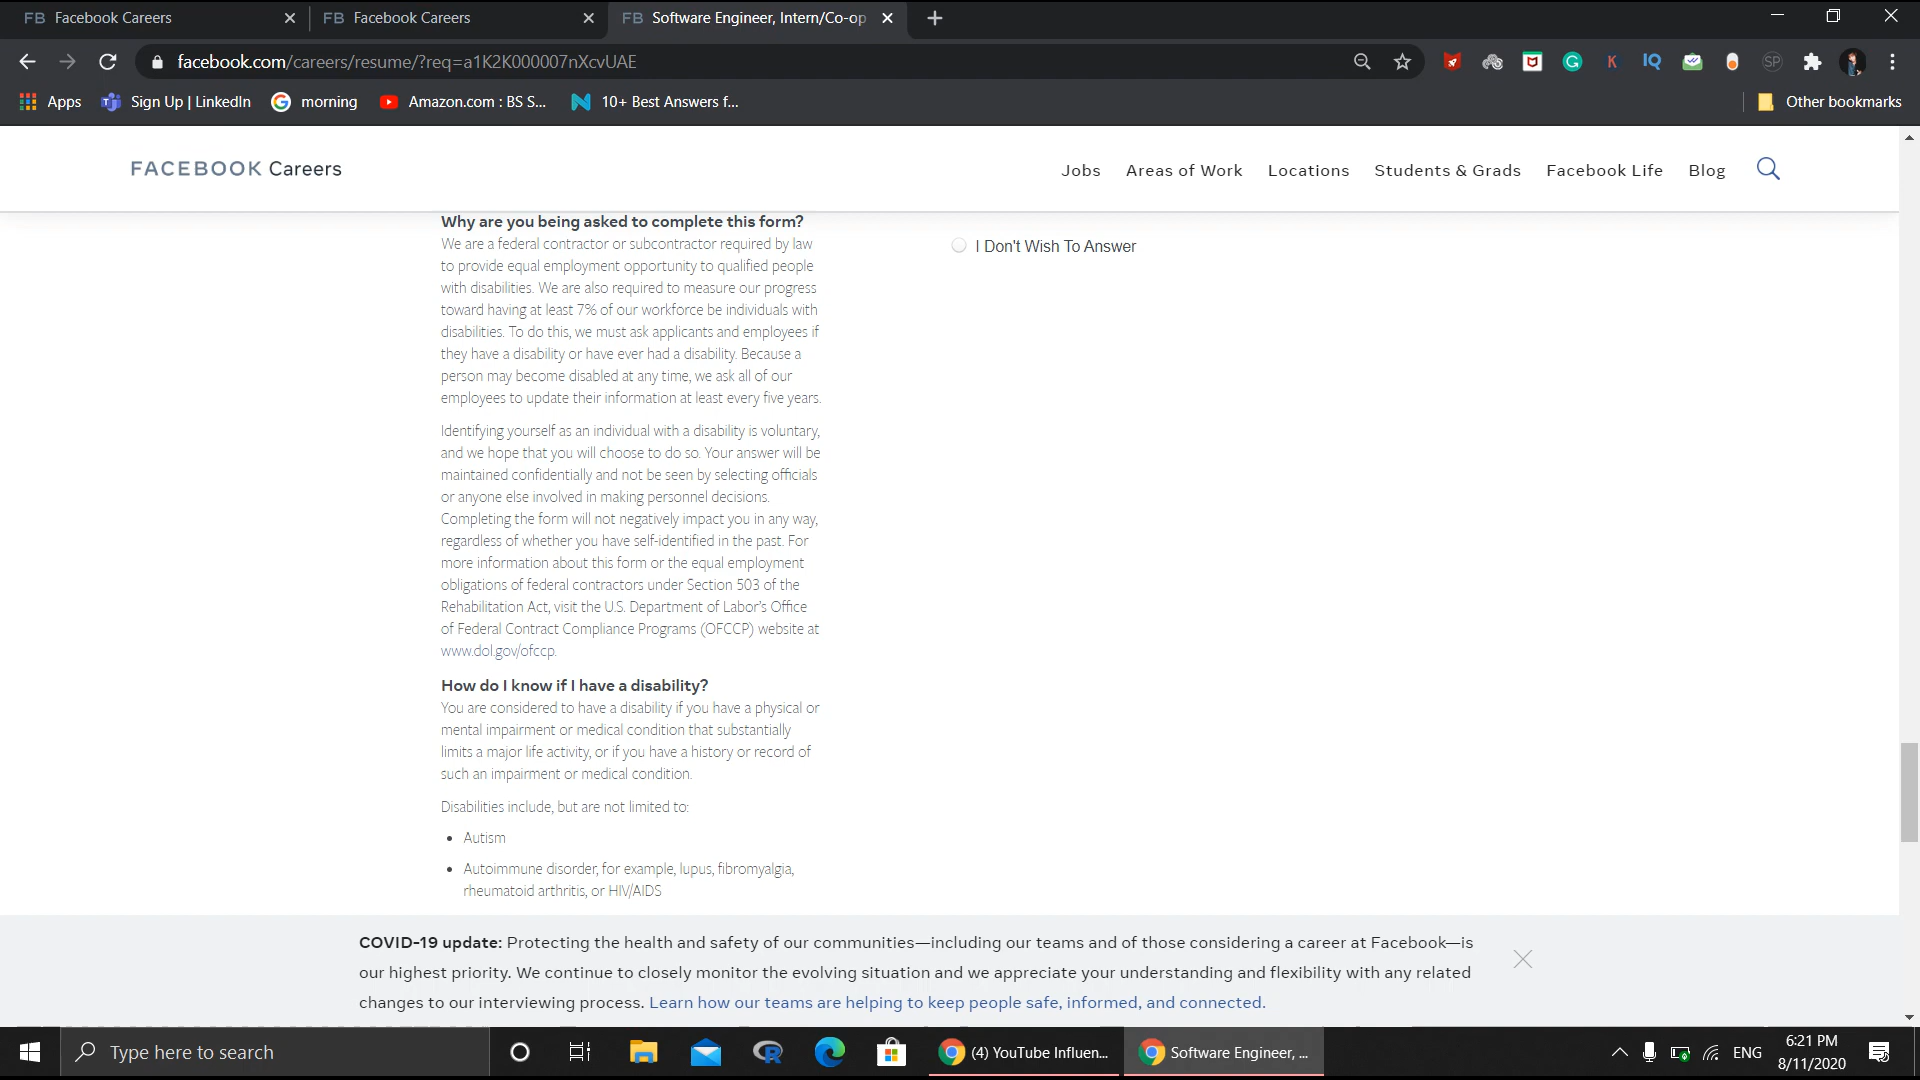 FB Facebook Careers
FB Facebook Careers
FB Software Engineer, Intern/Co-op
facebook.com/careers/resume/?req=a1K2K000007nXcvUAE
K
IQ
SP
Apps
Sign Up | LinkedIn
morning
Amazon.com : BS S...
10+ Best Answers f...
Other bookmarks
FACEBOOK Careers
Jobs
Areas of Work
Locations
Students & Grads
Facebook Life
Blog
Why are you being asked to complete this form?
We are a federal contractor or subcontractor required by law
to provide equal employment opportunity to qualified people
with disabilities. We are also required to measure our progress
toward having at least 7% of our workforce be individuals with
disabilities. To do this, we must ask applicants and employees if
they have a disability or have ever had a disability. Because a
person may become disabled at any time, we ask all of our
employees to update their information at least every five years.
Identifying yourself as an individual with a disability is voluntary,
and we hope that you will choose to do so. Your answer will be
maintained confidentially and not be seen by selecting officials
or anyone else involved in making personnel decisions.
Completing the form will not negatively impact you in any way,
regardless of whether you have self-identified in the past. For
more information about this form or the equal employment
obligations of federal contractors under Section 503 of the
Rehabilitation Act, visit the U.S. Department of Labor's Office
of Federal Contract Compliance Programs (OFCCP) website at
www.dol.gov/ofccp.
How do I know if I have a disability?
You are considered to have a disability if you have a physical or
mental impairment or medical condition that substantially
limits a major life activity, or if you have a history or record of
such an impairment or medical condition.
Disabilities include, but are not limited to:
• Autism
• Autoimmune disorder, for example, lupus, fibromyalgia,
rheumatoid arthritis, or HIV/AIDS
I Don't Wish To Answer
COVID-19 update: Protecting the health and safety of our communities—including our teams and of those considering a career at Facebook—is
our highest priority. We continue to closely monitor the evolving situation and we appreciate your understanding and flexibility with any related
changes to our interviewing process. Learn how our teams are helping to keep people safe, informed, and connected.
Type here to search
(4) YouTube Influen...
Software Engineer, ...
ENG
6:21 PM
8/11/2020